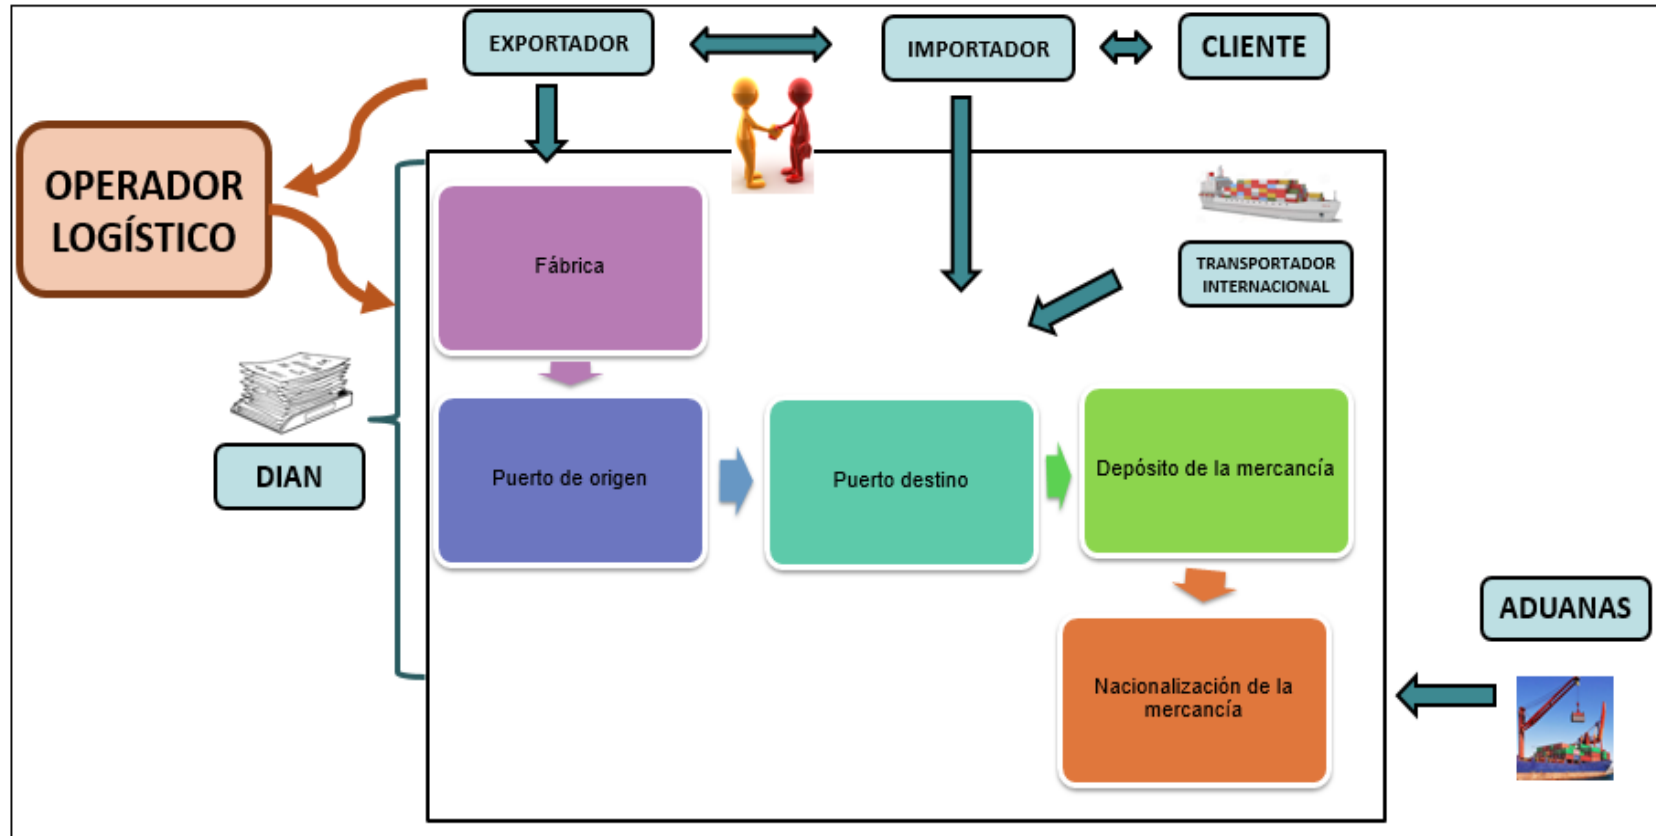 EXPORTADOR
IMPORTADOR
CLIENTE
OPERADOR
LOGÍSTICO
Fábrica
TRANSPORTADOR
INTERNACIONAL
DIAN
Puerto de origen
Puerto destino
Depósito de la mercancía
ADUANAS
Nacionalización de la
mercancía